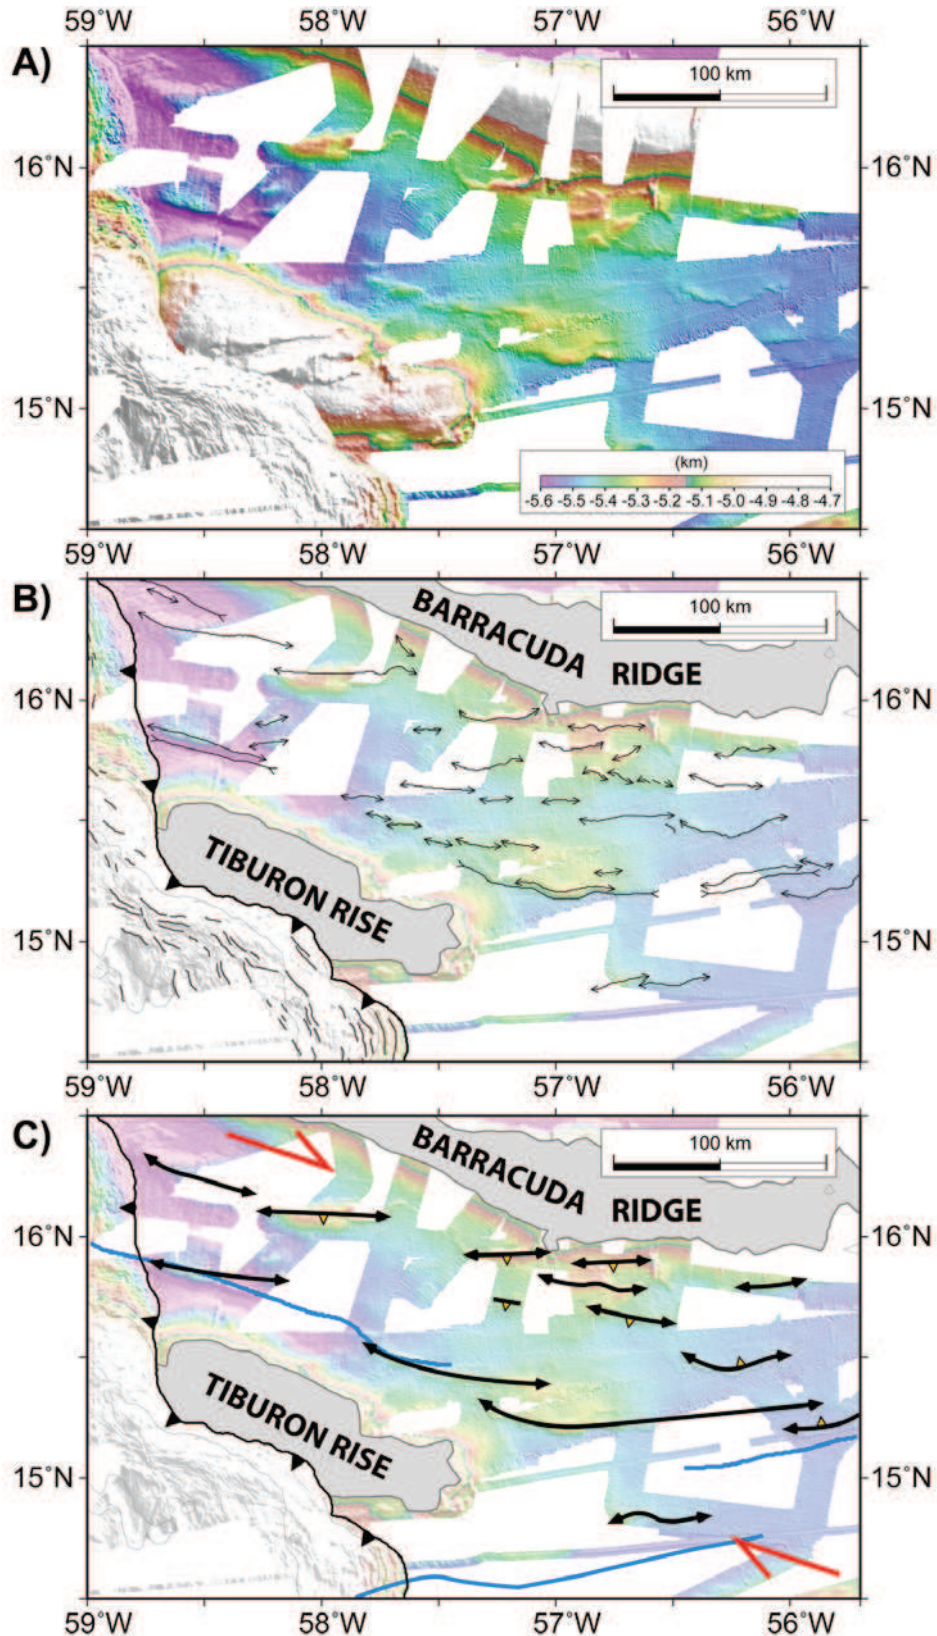 59°W 58°W 57°W 56°W
A)
100 km
16°N 16°N
15°N 15°N
(km)
-5.6 -5.5 -5.4 -5.3 -5.2 -5.1 -5.0 -4.9 -4.8 -4.7
59°W 58°W 57°W 56°W
B)
100 km
BARRACUDA
RIDGE
16°N 16°N
TIBURON RISE
15°N 15°N
59°W 58°W 57°W 56°W
C)
100 km
BARRACUDA
RIDGE
16°N 16°N
TIBURON RISE
15°N 15°N
59°W 58°W 57°W 56°W